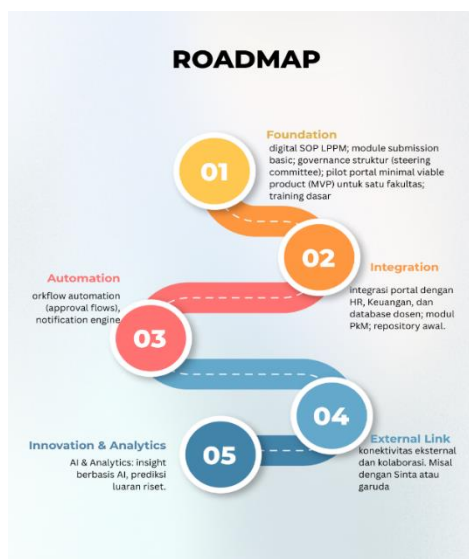 ROADMAP
01
Foundation
digital SOP LPPM; module submission
basic; governance struktur (steering
committee); pilot portal minimal viable
product (MVP) untuk satu fakultas;
training dasar
02
Integration
integrasi portal dengan
HR, Keuangan, dan
database dosen; modul
PkM; repository awal.
Automation
orkflow automation
(approval flows),
notification engine
03
04
External Link
konektivitas eksternal
dan kolaborasi. Misal
dengan Sinta atau
garuda
Innovation & Analytics
AI & Analytics: insight
berbasis AI, prediksi
luaran riset.
05